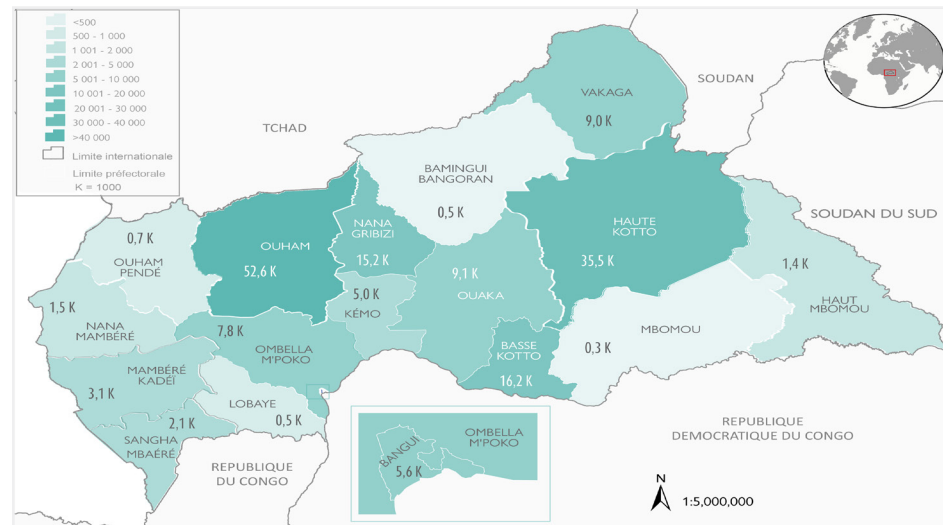 <500
500 - 1 000
1 001 - 2 000
2 001 - 5 000
5 001 - 10 000
10 001 - 20 000
20 001 - 30 000
30 000 - 40 000
>40 000
Limite internationale
Limite préfectorale
K = 1000
TCHAD
SOUDAN
VAKAGA
9,0 K
BAMINGUI
BANGORAN
0,5 K
SOUDAN DU SUD
HAUTE
KOTTO
35,5 K
NANA
GRIBIZI
15,2 K
OUHAM
52,6 K
0,7 K
OUHAM
PENDÉ
1,4 K
HAUT
MBOMOU
9,1 K
OUAKA
5,0 K
KÉMO
1,5 K
NANA
MAMBÉRÉ
7,8 K
OMBELLA
M'POKO
MBOMOU
0,3 K
BASSE
KOTTO
16,2 K
MAMBÉRÉ
KADÉÏ
3,1 K
LOBAYE
0,5 K
2,1 K
SANGHA
MBAÉRÉ
REPUBLIQUE
DU CONGO
REPUBLIQUE
DEMOCRATIQUE DU CONGO
OMBELLA
M'POKO
BANGUI
5,6 K
N
1:5,000,000